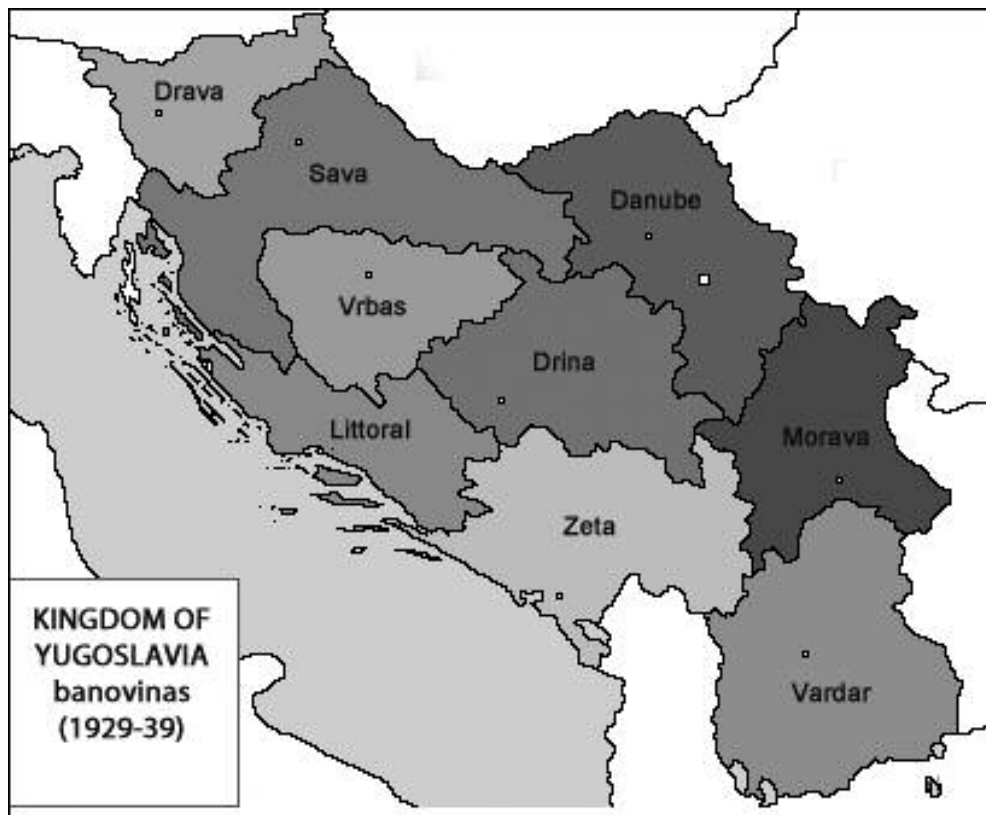 Drava
Sava
Danube
Vrbas
Drina
Littoral
Morava
Zeta
Vardar
KINGDOM OF
YUGOSLAVIA
banovinas
(1929-39)